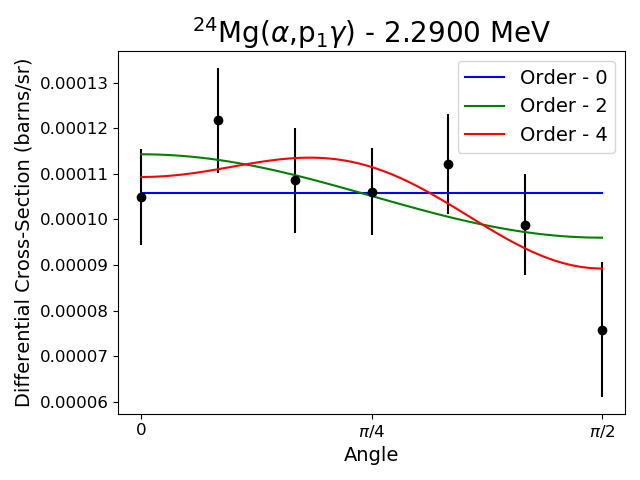 ²⁴Mg(α,p₁γ) - 2.2900 MeV
Order - 0
Order - 2
Order - 4
Differential Cross-Section (barns/sr)
0.00013
0.00012
0.00011
0.00010
0.00009
0.00008
0.00007
0.00006
0
π/4
π/2
Angle